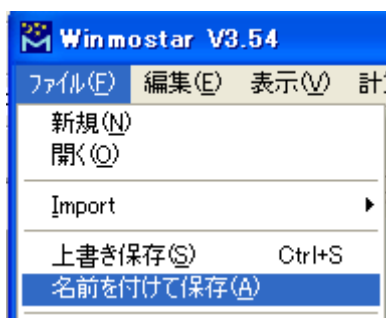 Winmostar V3.54
ファイル(F) 編集(E) 表示(V) 計
新規(N)
開く(O)
Import
上書き保存(S) Ctrl+S
名前を付けて保存(A)